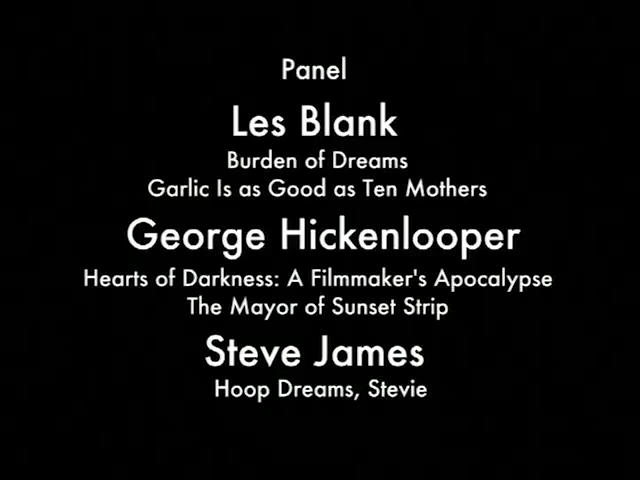 Panel
Les Blank
Burden of Dreams
Garlic Is as Good as Ten Mothers
George Hickenlooper
Hearts of Darkness: A Filmmaker's Apocalypse
The Mayor of Sunset Strip
Steve James
Hoop Dreams, Stevie